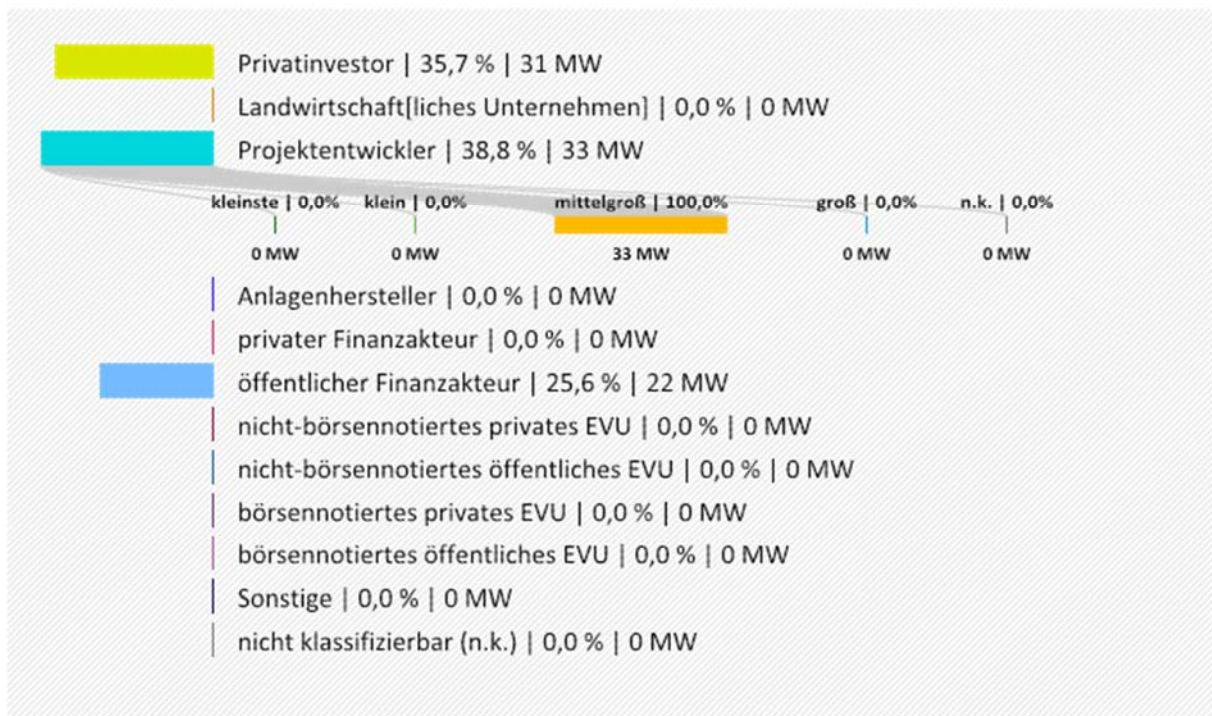 Privatinvestor | 35,7 % | 31 MW
Landwirtschaft[liches Unternehmen] | 0,0 % | 0 MW
Projektentwickler | 38,8 % | 33 MW
kleinste | 0,0% klein | 0,0% mittelgroß | 100,0% groß | 0,0% n.k. | 0,0%
0 MW 0 MW 33 MW 0 MW 0 MW
Anlagenhersteller | 0,0 % | 0 MW
privater Finanzakteur | 0,0 % | 0 MW
öffentlicher Finanzakteur | 25,6 % | 22 MW
nicht-börsennotiertes privates EVU | 0,0 % | 0 MW
nicht-börsennotiertes öffentliches EVU | 0,0 % | 0 MW
börsennotiertes privates EVU | 0,0 % | 0 MW
börsennotiertes öffentliches EVU | 0,0 % | 0 MW
Sonstige | 0,0 % | 0 MW
nicht klassifizierbar (n.k.) | 0,0 % | 0 MW